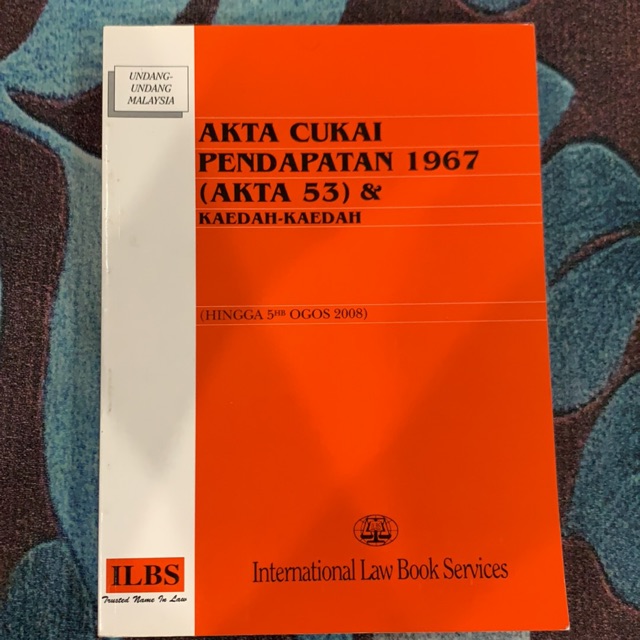 UNDANG-
UNDANG
MALAYSIA
AKTA CUKAI
PENDAPATAN 1967
(AKTA 53) &
KAEDAH-KAEDAH
(HINGGA 5HB OGOS 2008)
International Law Book Services
ILBS
Trusted Name In Law